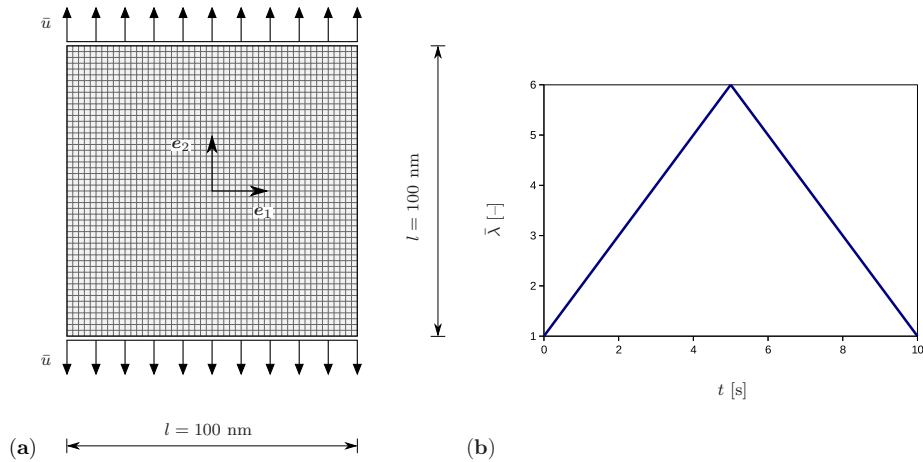 ū
e₂
e₁
ū
l = 100 nm
l = 100 nm
(a)
6
5
4
3
2
1
λ̄ [–]
0 2 4 6 8 10
t [s]
(b)